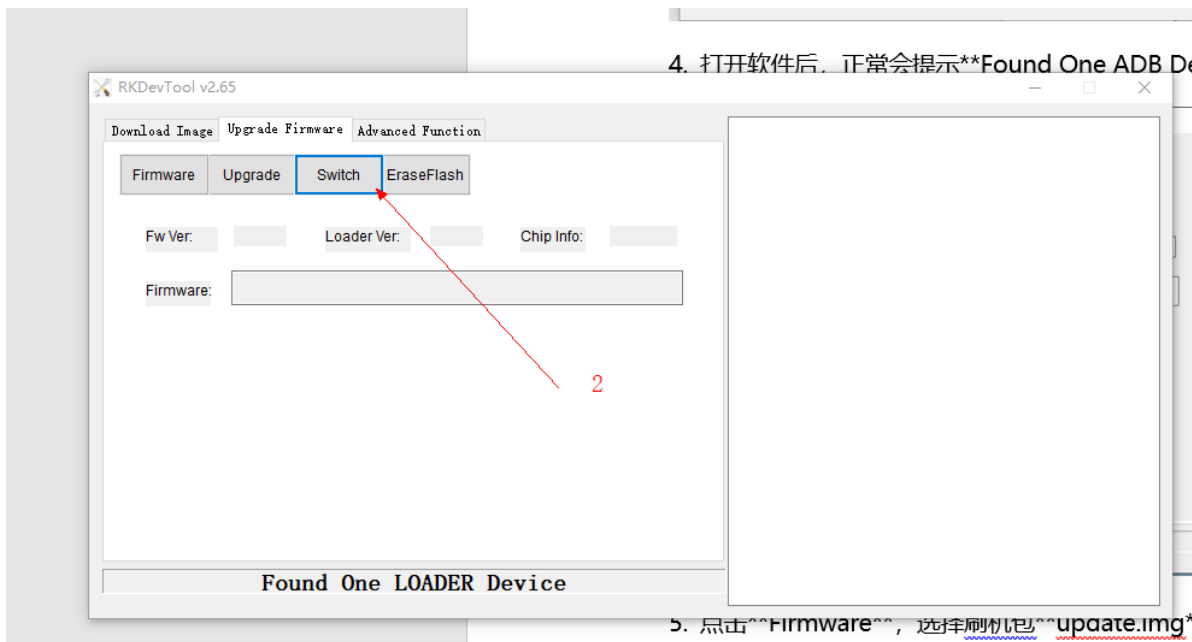 4. 打开软件后，正常会提示**Found One ADB De
RKDevTool v2.65
Download Image Upgrade Firmware Advanced Function
Firmware Upgrade Switch EraseFlash
Fw Ver: Loader Ver: Chip Info:
Firmware:
2
Found One LOADER Device
5. 点击**Firmware**，选择刷机包**update.img*